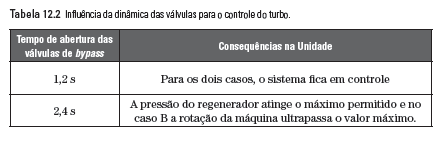 Tabela 12.2 Influência da dinâmica das válvulas para o controle do turbo.
Tempo de abertura das
válvulas de bypass
Consequências na Unidade
1,2 s
Para os dois casos, o sistema fica em controle
2,4 s
A pressão do regenerador atinge o máximo permitido e no
caso B a rotação da máquina ultrapassa o valor máximo.